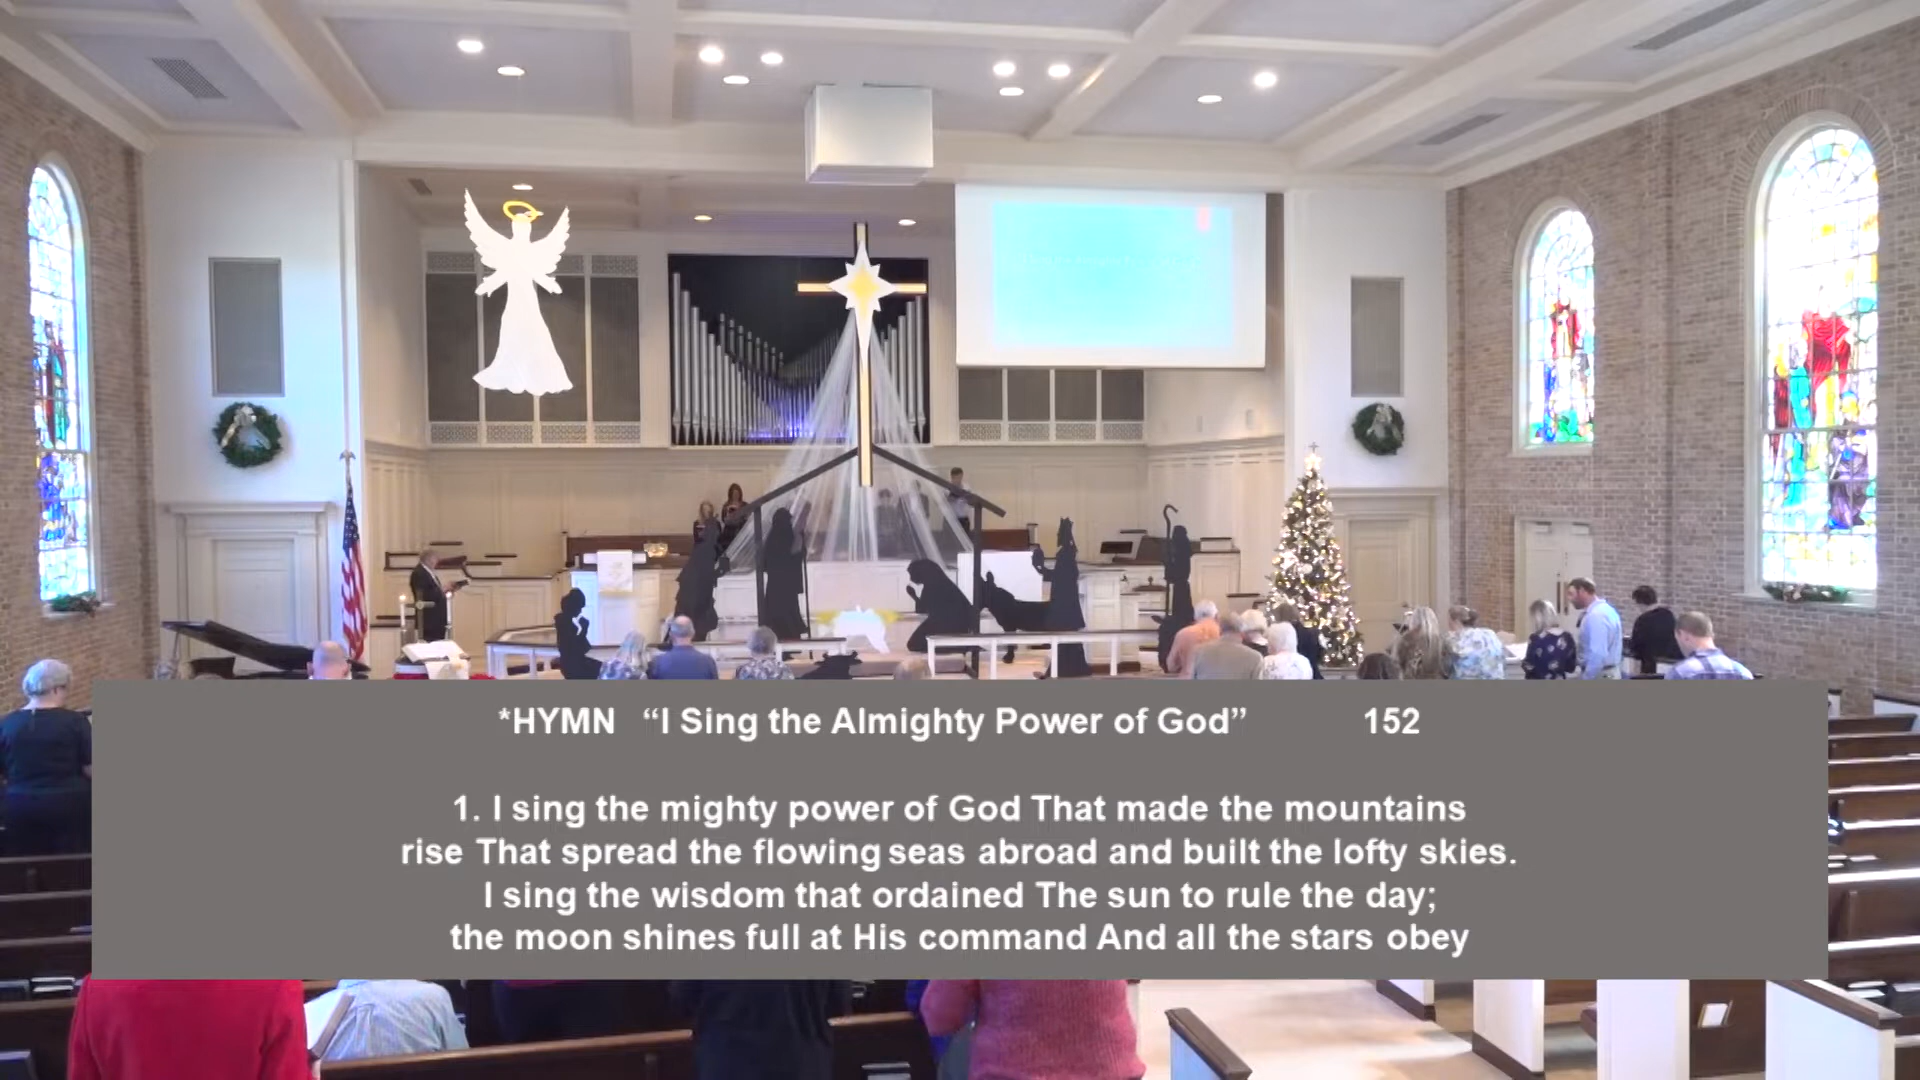 *HYMN “I Sing the Almighty Power of God” 152
1. I sing the mighty power of God That made the mountains
rise That spread the flowing seas abroad and built the lofty skies.
I sing the wisdom that ordained The sun to rule the day;
the moon shines full at His command And all the stars obey